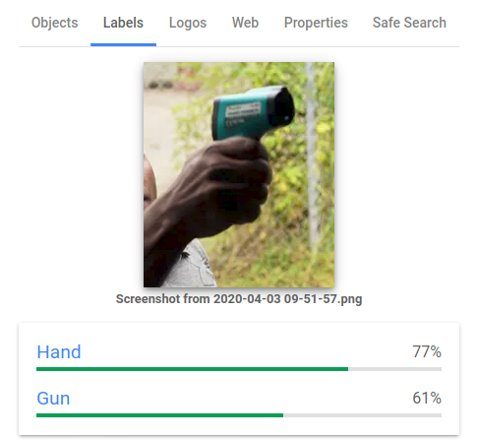 Objects Labels Logos Web Properties Safe Search
Screenshot from 2020-04-03 09-51-57.png
Hand 77%
Gun 61%